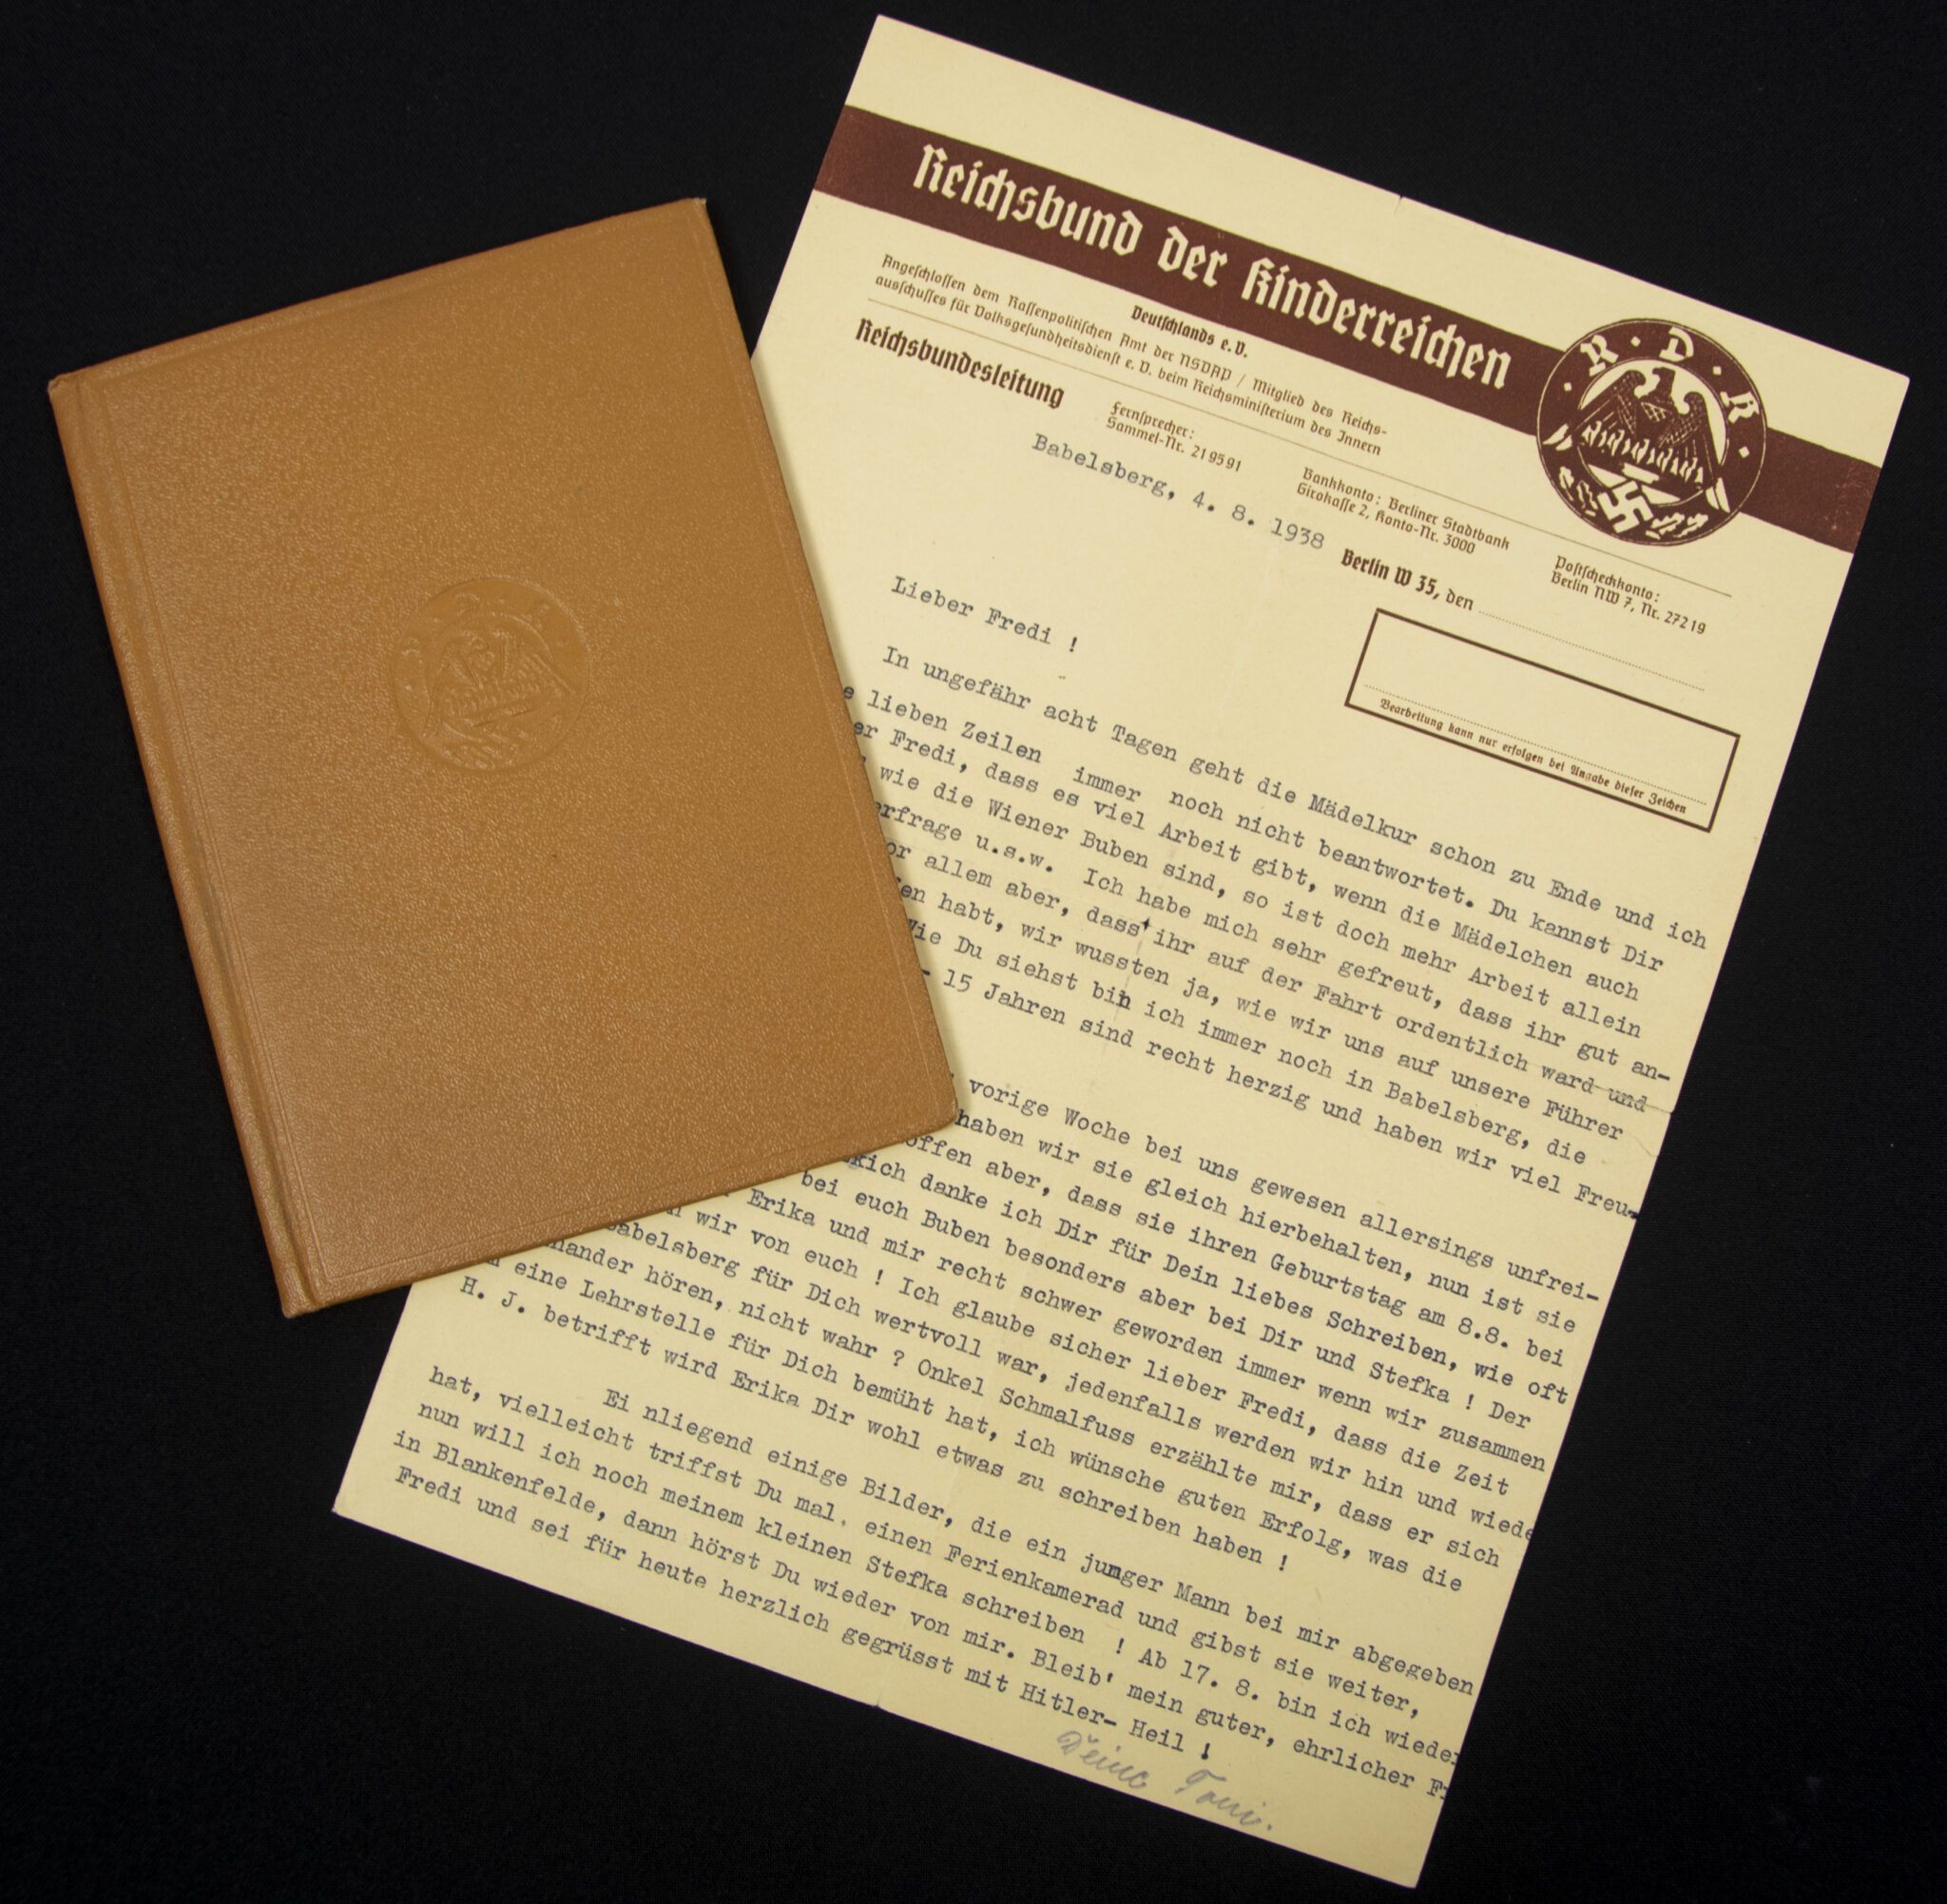 Reichsbund der Kinderreichen
R.D.K.
Deutschlands e.V.
Angeschlossen dem Rassenpolitischen Amt der NSDAP / Mitglied des Reichs-
ausschusses für Volksgesundheitsdienst e. V. beim Reichsministerium des Innern
Reichsbundesleitung
Fernsprecher:
Sammel-Nr. 219591
Bankkonto: Berliner Stadtbank
Girokasse 2, Konto-Nr. 3000
Postscheckkonto:
Berlin NW 7, Nr. 27219
Babelsberg, 4. 8. 1938
Berlin W 35, den
Bearbeitung kann nur erfolgen bei Angabe dieser Zeichen
Lieber Fredi !
In ungefähr acht Tagen geht die Mädelkur schon zu Ende und ich
e lieben Zeilen immer noch nicht beantwortet. Du kannst Dir
er Fredi, dass es viel Arbeit gibt, wenn die Mädelchen auch
wie die Wiener Buben sind, so ist doch mehr Arbeit allein
erfrage u.s.w. Ich habe mich sehr gefreut, dass ihr gut an-
or allem aber, dass ihr auf der Fahrt ordentlich ward und
en habt, wir wussten ja, wie wir uns auf unsere Führer
Wie Du siehst bin ich immer noch in Babelsberg, die
- 15 Jahren sind recht herzig und haben wir viel Freu-
vorige Woche bei uns gewesen allersings unfrei-
haben wir sie gleich hierbehalten, nun ist sie
offen aber, dass sie ihren Geburtstag am 8.8. bei
kich danke ich Dir für Dein liebes Schreiben, wie oft
bei euch Buben besonders aber bei Dir und Stefka ! Der
Erika und mir recht schwer geworden immer wenn wir zusammen
n wir von euch ! Ich glaube sicher lieber Fredi, dass die Zeit
abelsberg für Dich wertvoll war, jedenfalls werden wir hin und wiede
nander hören, nicht wahr ? Onkel Schmalfuss erzählte mir, dass er sich
eine Lehrstelle für Dich bemüht hat, ich wünsche guten Erfolg, was die
H. J. betrifft wird Erika Dir wohl etwas zu schreiben haben !
Ei nliegend einige Bilder, die ein junger Mann bei mir abgegeben
hat, vielleicht triffst Du mal. einen Ferienkamerad und gibst sie weiter,
nun will ich noch meinem kleinen Stefka schreiben ! Ab 17. 8. bin ich wieder
in Blankenfelde, dann hörst Du wieder von mir. Bleib' mein guter, ehrlicher Fr
Fredi und sei für heute herzlich gegrüsst mit Hitler- Heil !
Deine Toni.